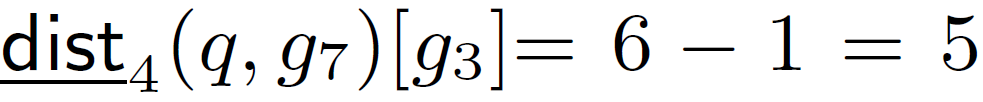 dist₄(q, g₇)[g₃]= 6 − 1 = 5